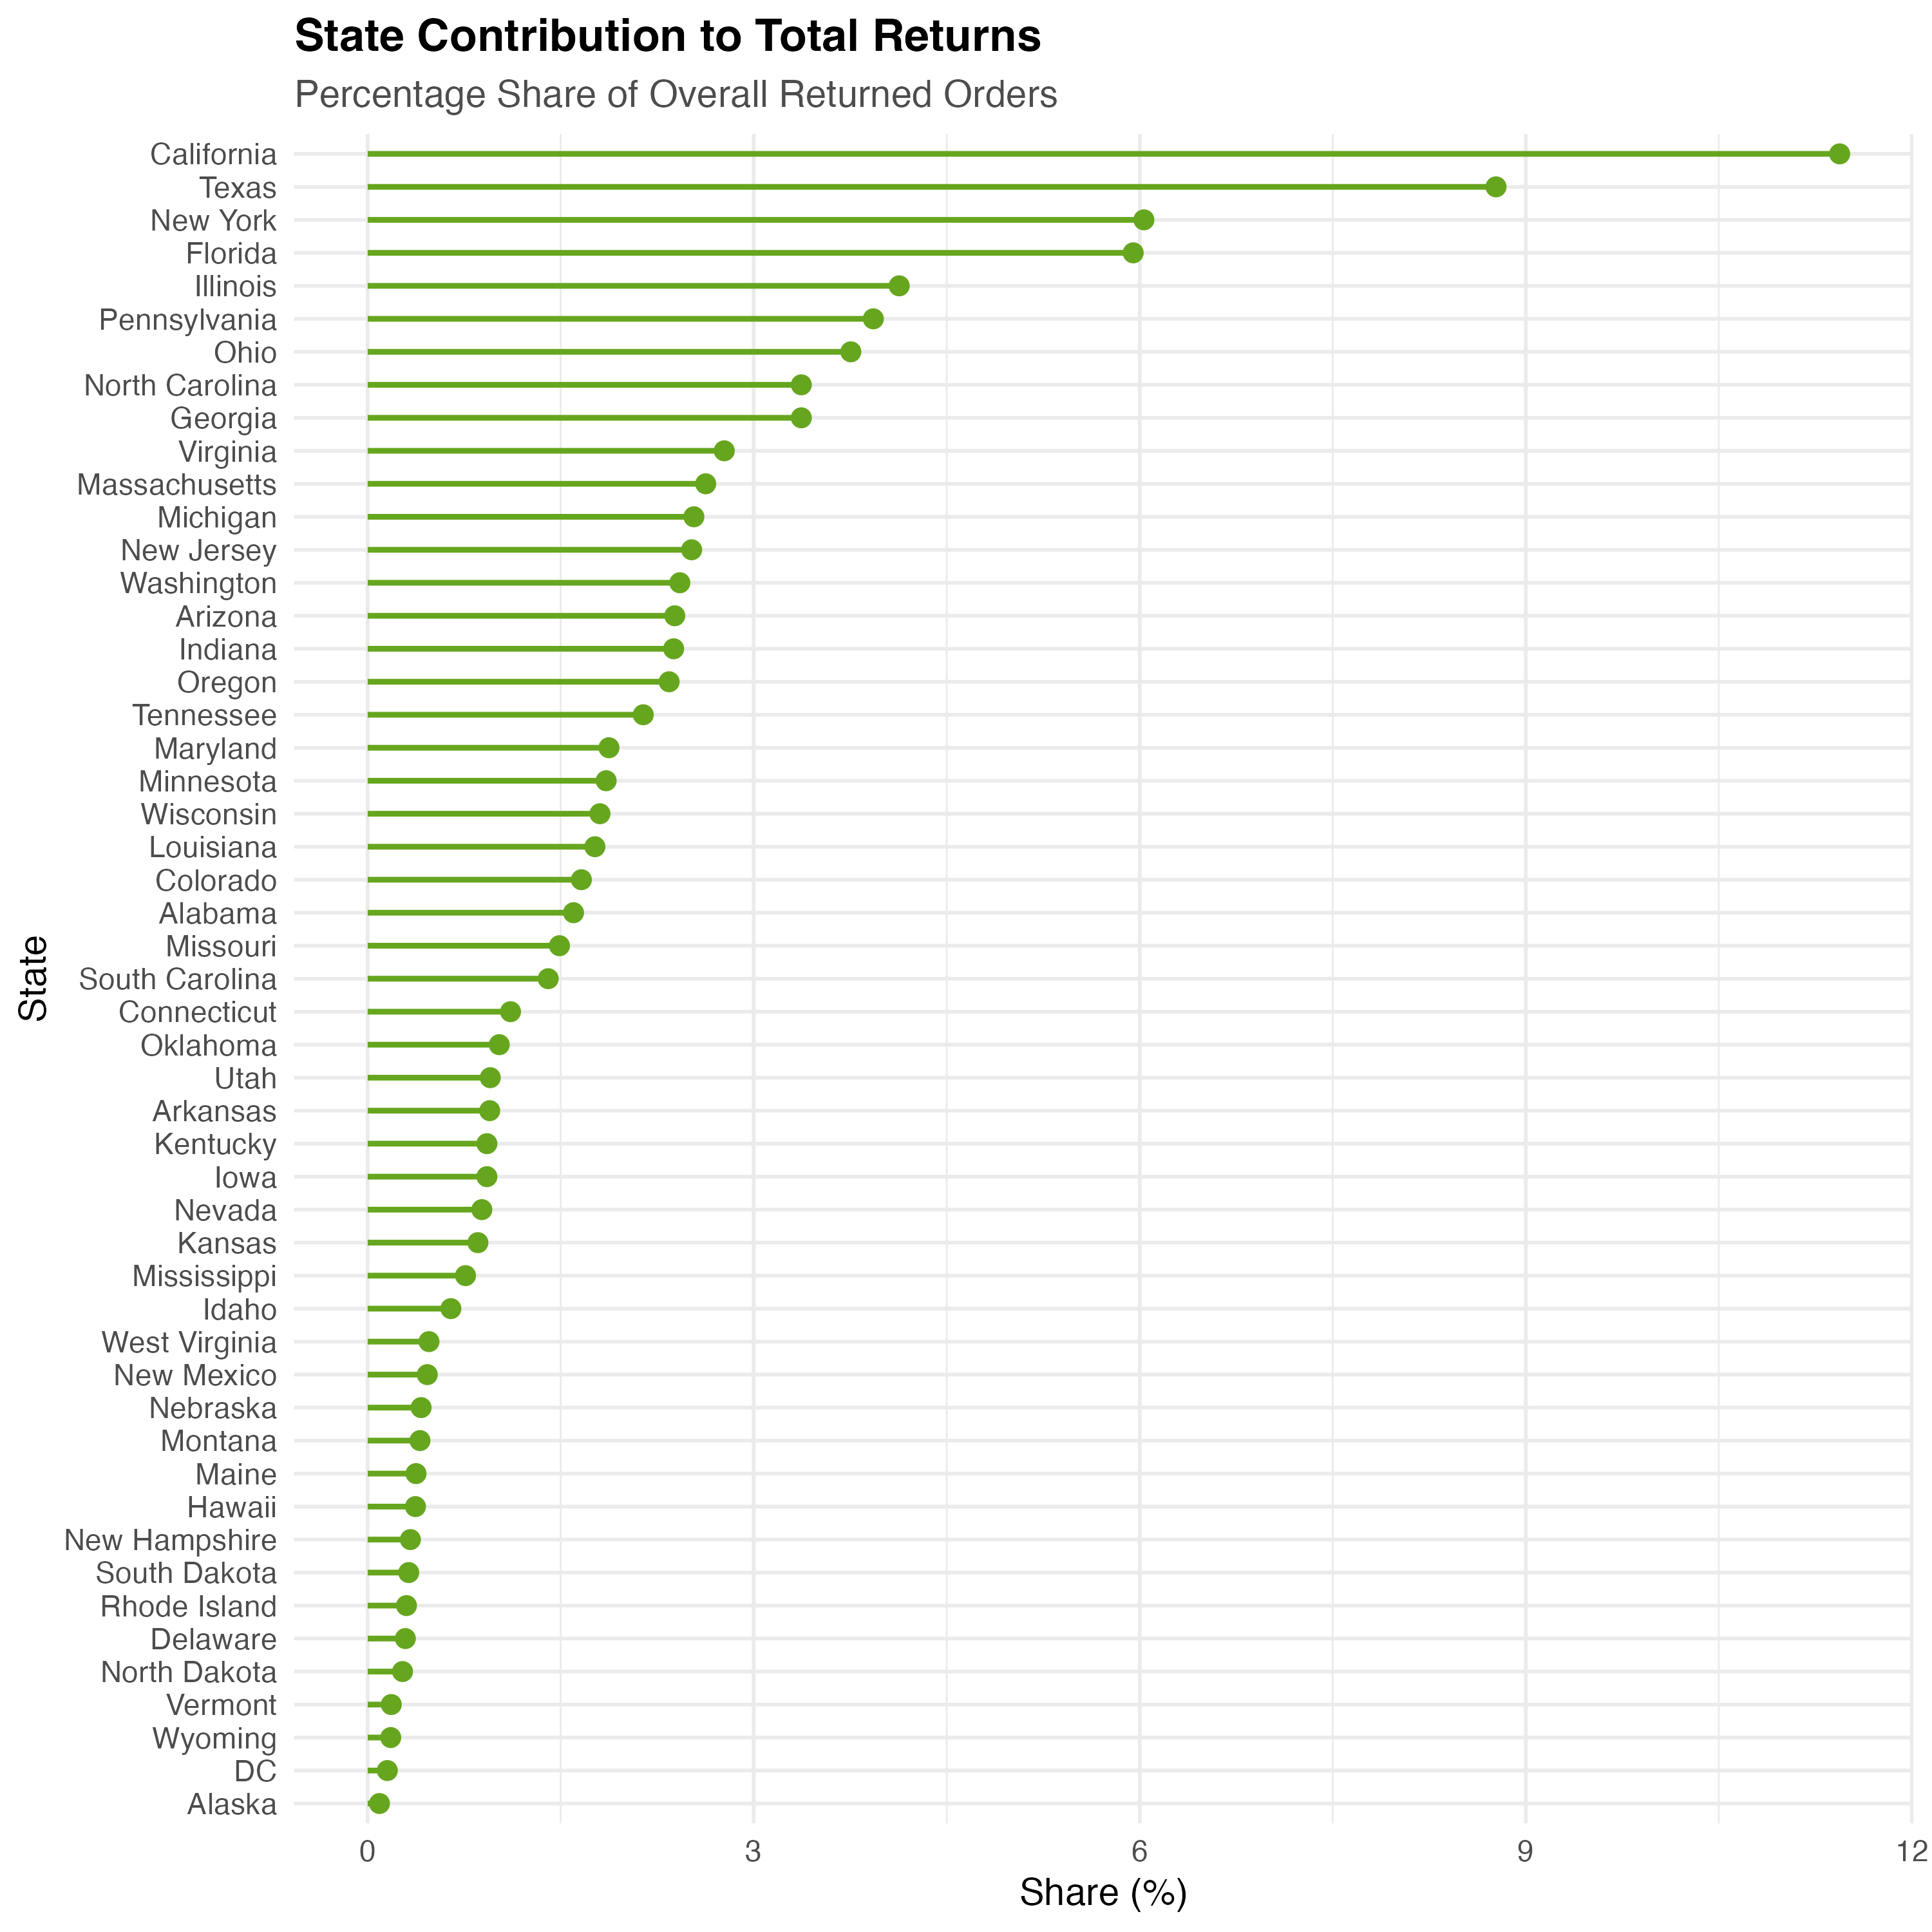 State Contribution to Total Returns
Percentage Share of Overall Returned Orders
California
Texas
New York
Florida
Illinois
Pennsylvania
Ohio
North Carolina
Georgia
Virginia
Massachusetts
Michigan
New Jersey
Washington
Arizona
Indiana
Oregon
Tennessee
Maryland
Minnesota
Wisconsin
Louisiana
Colorado
Alabama
Missouri
South Carolina
Connecticut
Oklahoma
Utah
Arkansas
Kentucky
Iowa
Nevada
Kansas
Mississippi
Idaho
West Virginia
New Mexico
Nebraska
Montana
Maine
Hawaii
New Hampshire
South Dakota
Rhode Island
Delaware
North Dakota
Vermont
Wyoming
DC
Alaska
State
0 3 6 9 12
Share (%)